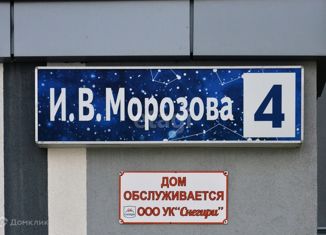 И.В.Морозова 4
ДОМ
ОБСЛУЖИВАЕТСЯ
ООО УК "Снегири"
Домклик